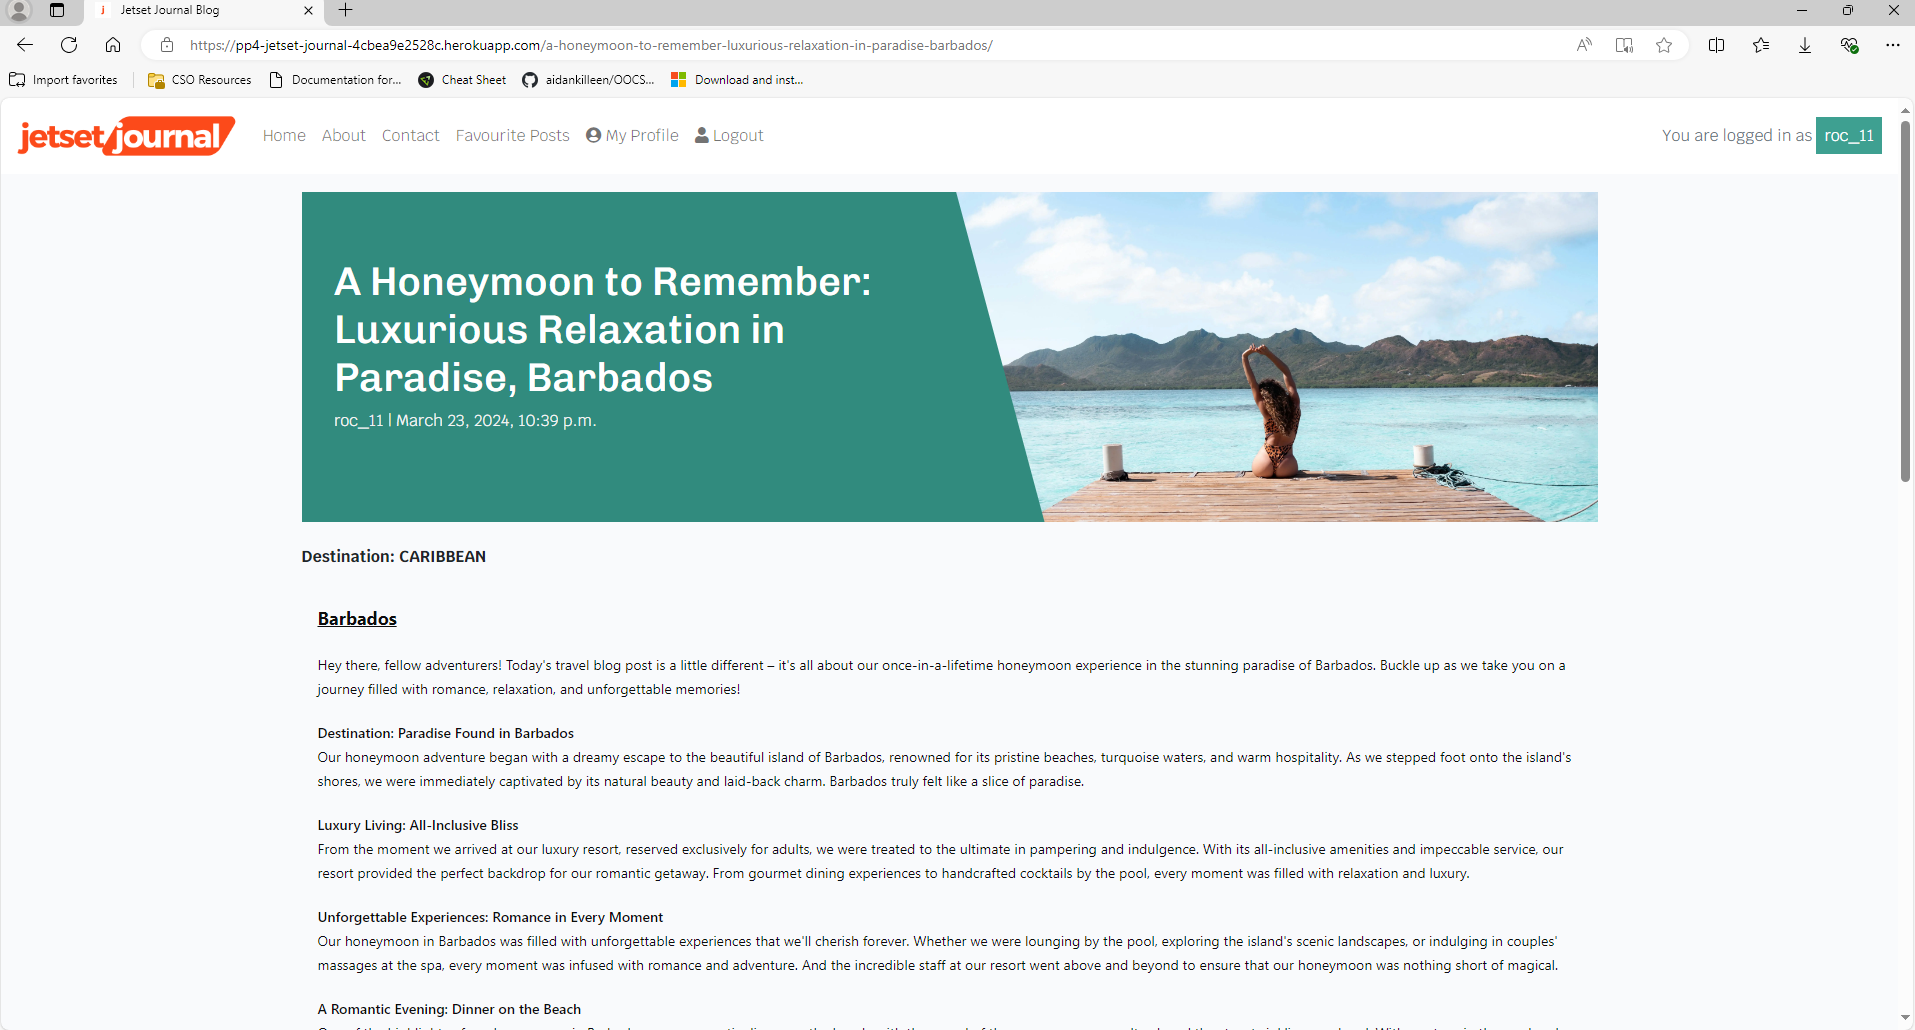 Jetset Journal Blog
https://pp4-jetset-journal-4cbea9e2528c.herokuapp.com/a-honeymoon-to-remember-luxurious-relaxation-in-paradise-barbados/
Import favorites CSO Resources Documentation for... Cheat Sheet aidankilleen/OOCS... Download and inst...
jetset journal Home About Contact Favourite Posts My Profile Logout You are logged in as roc_11
A Honeymoon to Remember:
Luxurious Relaxation in
Paradise, Barbados
roc_11 | March 23, 2024, 10:39 p.m.
Destination: CARIBBEAN
Barbados
Hey there, fellow adventurers! Today's travel blog post is a little different – it's all about our once-in-a-lifetime honeymoon experience in the stunning paradise of Barbados. Buckle up as we take you on a
journey filled with romance, relaxation, and unforgettable memories!
Destination: Paradise Found in Barbados
Our honeymoon adventure began with a dreamy escape to the beautiful island of Barbados, renowned for its pristine beaches, turquoise waters, and warm hospitality. As we stepped foot onto the island's
shores, we were immediately captivated by its natural beauty and laid-back charm. Barbados truly felt like a slice of paradise.
Luxury Living: All-Inclusive Bliss
From the moment we arrived at our luxury resort, reserved exclusively for adults, we were treated to the ultimate in pampering and indulgence. With its all-inclusive amenities and impeccable service, our
resort provided the perfect backdrop for our romantic getaway. From gourmet dining experiences to handcrafted cocktails by the pool, every moment was filled with relaxation and luxury.
Unforgettable Experiences: Romance in Every Moment
Our honeymoon in Barbados was filled with unforgettable experiences that we'll cherish forever. Whether we were lounging by the pool, exploring the island's scenic landscapes, or indulging in couples'
massages at the spa, every moment was infused with romance and adventure. And the incredible staff at our resort went above and beyond to ensure that our honeymoon was nothing short of magical.
A Romantic Evening: Dinner on the Beach